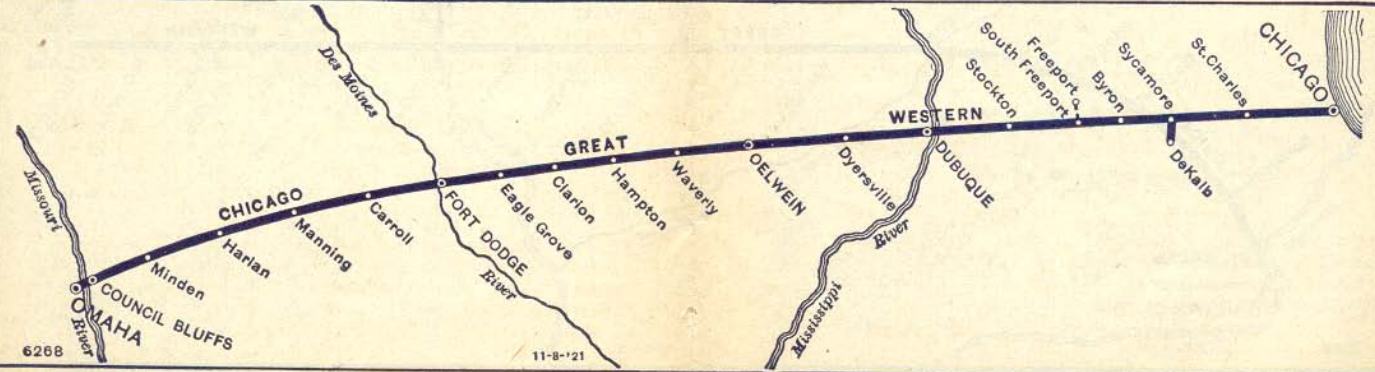 CHICAGO GREAT WESTERN
Missouri
River
OMAHA
COUNCIL BLUFFS
Minden
Harlan
Manning
Carroll
Des Moines
River
FORT DODGE
Eagle Grove
Clarion
Hampton
Waverly
OELWEIN
Dyersville
Mississippi
River
DUBUQUE
Stockton
South Freeport
Freeport
Byron
Sycamore
DeKalb
St. Charles
CHICAGO
6268
11-8-'21